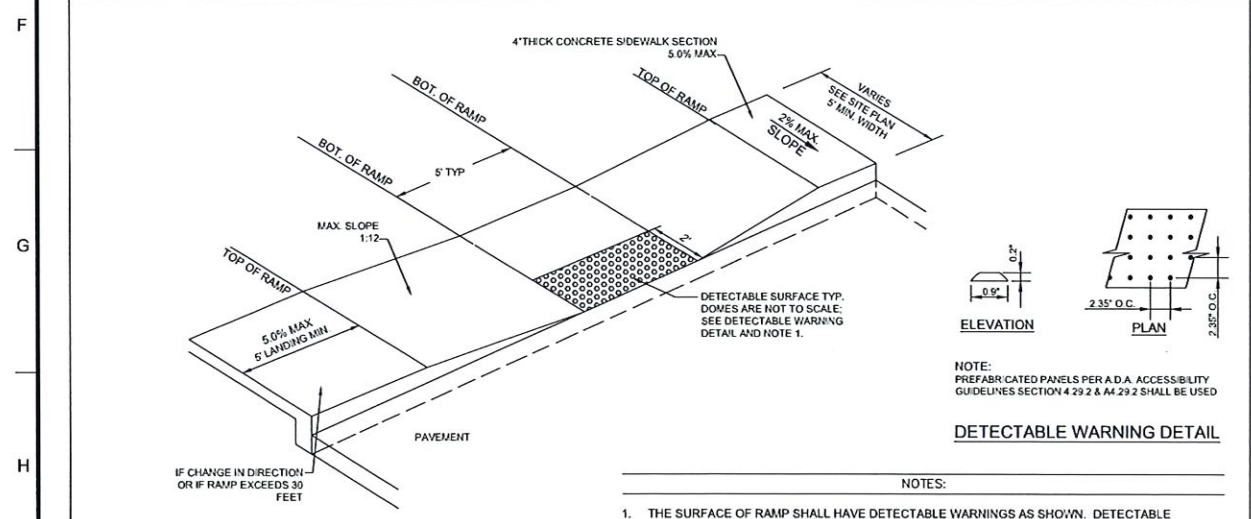 F
G
H
4"THICK CONCRETE SIDEWALK SECTION
5.0% MAX
BOT. OF RAMP
TOP OF RAMP
VARIES
SEE SITE PLAN
5' MIN. WIDTH
2% MAX.
SLOPE
BOT. OF RAMP
5' TYP
MAX. SLOPE
1:12
2'
TOP OF RAMP
5.0% MAX
5' LANDING MIN
DETECTABLE SURFACE TYP.
DOMES ARE NOT TO SCALE;
SEE DETECTABLE WARNING
DETAIL AND NOTE 1.
PAVEMENT
IF CHANGE IN DIRECTION
OR IF RAMP EXCEEDS 30
FEET
0.2"
0.9"
ELEVATION
2.35" O.C.
2.35" O.C.
PLAN
NOTE:
PREFABRICATED PANELS PER A.D.A. ACCESSIBILITY
GUIDELINES SECTION 4.29.2 & A4.29.2 SHALL BE USED
DETECTABLE WARNING DETAIL
NOTES:
1. THE SURFACE OF RAMP SHALL HAVE DETECTABLE WARNINGS AS SHOWN. DETECTABLE